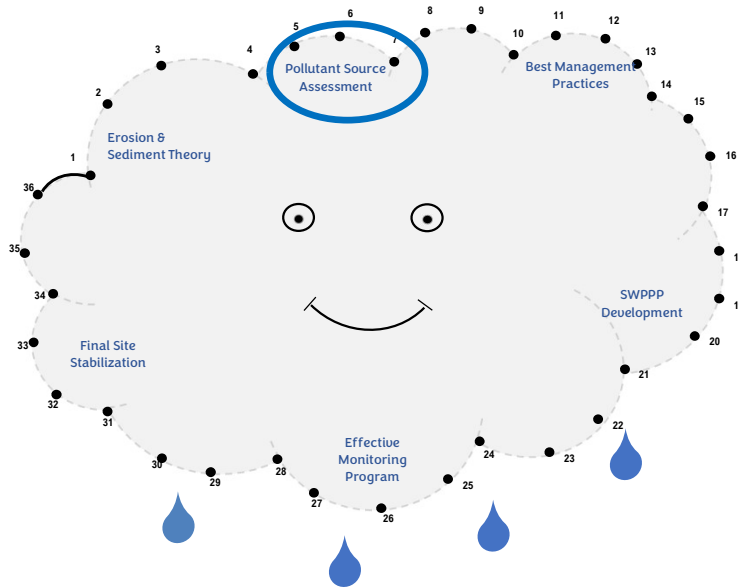 5
6
7
8
9
10
11
12
13
14
15
16
17
1
1
20
21
22
23
24
25
26
27
28
29
30
31
32
33
34
35
36
1
2
3
4
Pollutant Source
Assessment
Best Management
Practices
Erosion &
Sediment Theory
SWPPP
Development
Final Site
Stabilization
Effective
Monitoring
Program